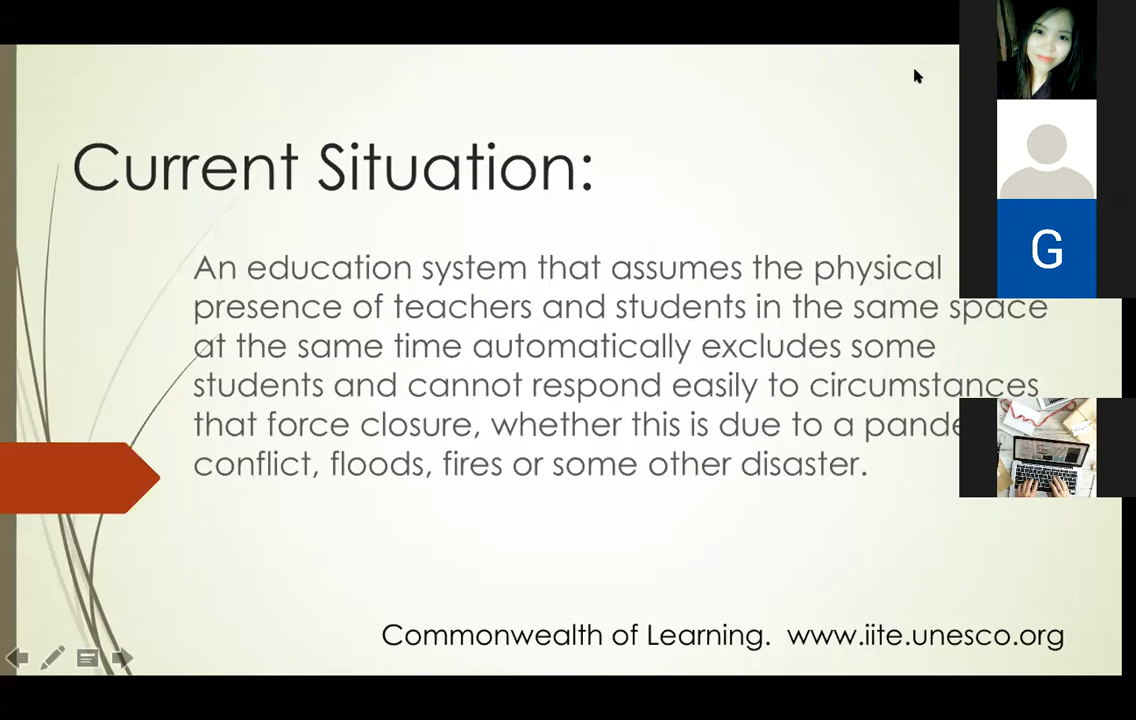 Current Situation:
An education system that assumes the physical
presence of teachers and students in the same space
at the same time automatically excludes some
students and cannot respond easily to circumstances
that force closure, whether this is due to a
conflict, floods, fires or some other disaster.
Commonwealth of Learning. www.iite.unesco.org
G